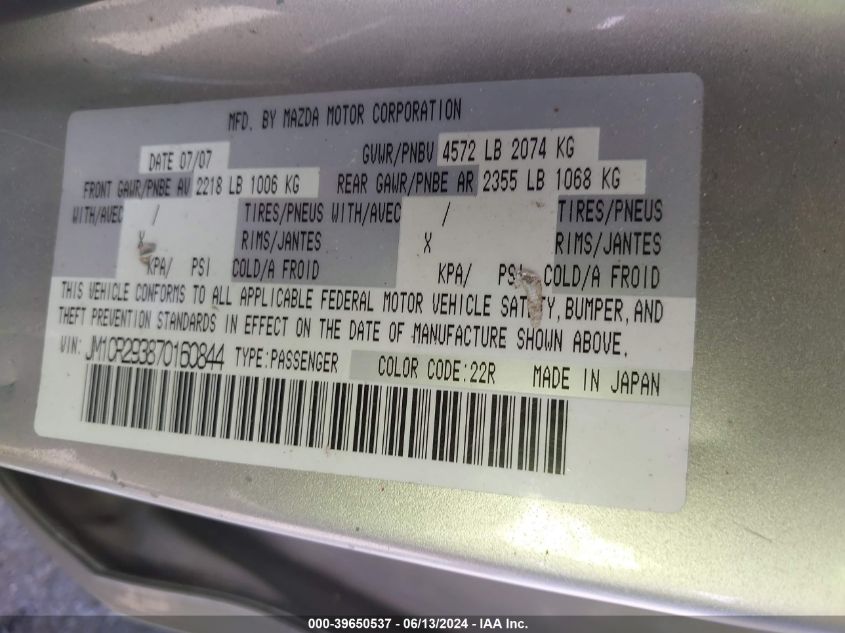 MFD. BY MAZDA MOTOR CORPORATION
DATE 07/07 GVWR/PNBV 4572 LB 2074 KG
FRONT GAWR/PNBE AV 2218 LB 1006 KG REAR GAWR/PNBE AR 2355 LB 1068 KG
WITH/AVEC / TIRES/PNEUS WITH/AVEC / TIRES/PNEUS
X RIMS/JANTES X RIMS/JANTES
KPA/ PSI COLD/A FROID KPA/ PSI COLD/A FROID
THIS VEHICLE CONFORMS TO ALL APPLICABLE FEDERAL MOTOR VEHICLE SAFETY, BUMPER, AND
THEFT PREVENTION STANDARDS IN EFFECT ON THE DATE OF MANUFACTURE SHOWN ABOVE.
VIN: JM1CR293870160844 TYPE:PASSENGER COLOR CODE:22R MADE IN JAPAN
000-39650537 - 06/13/2024 - IAA Inc.